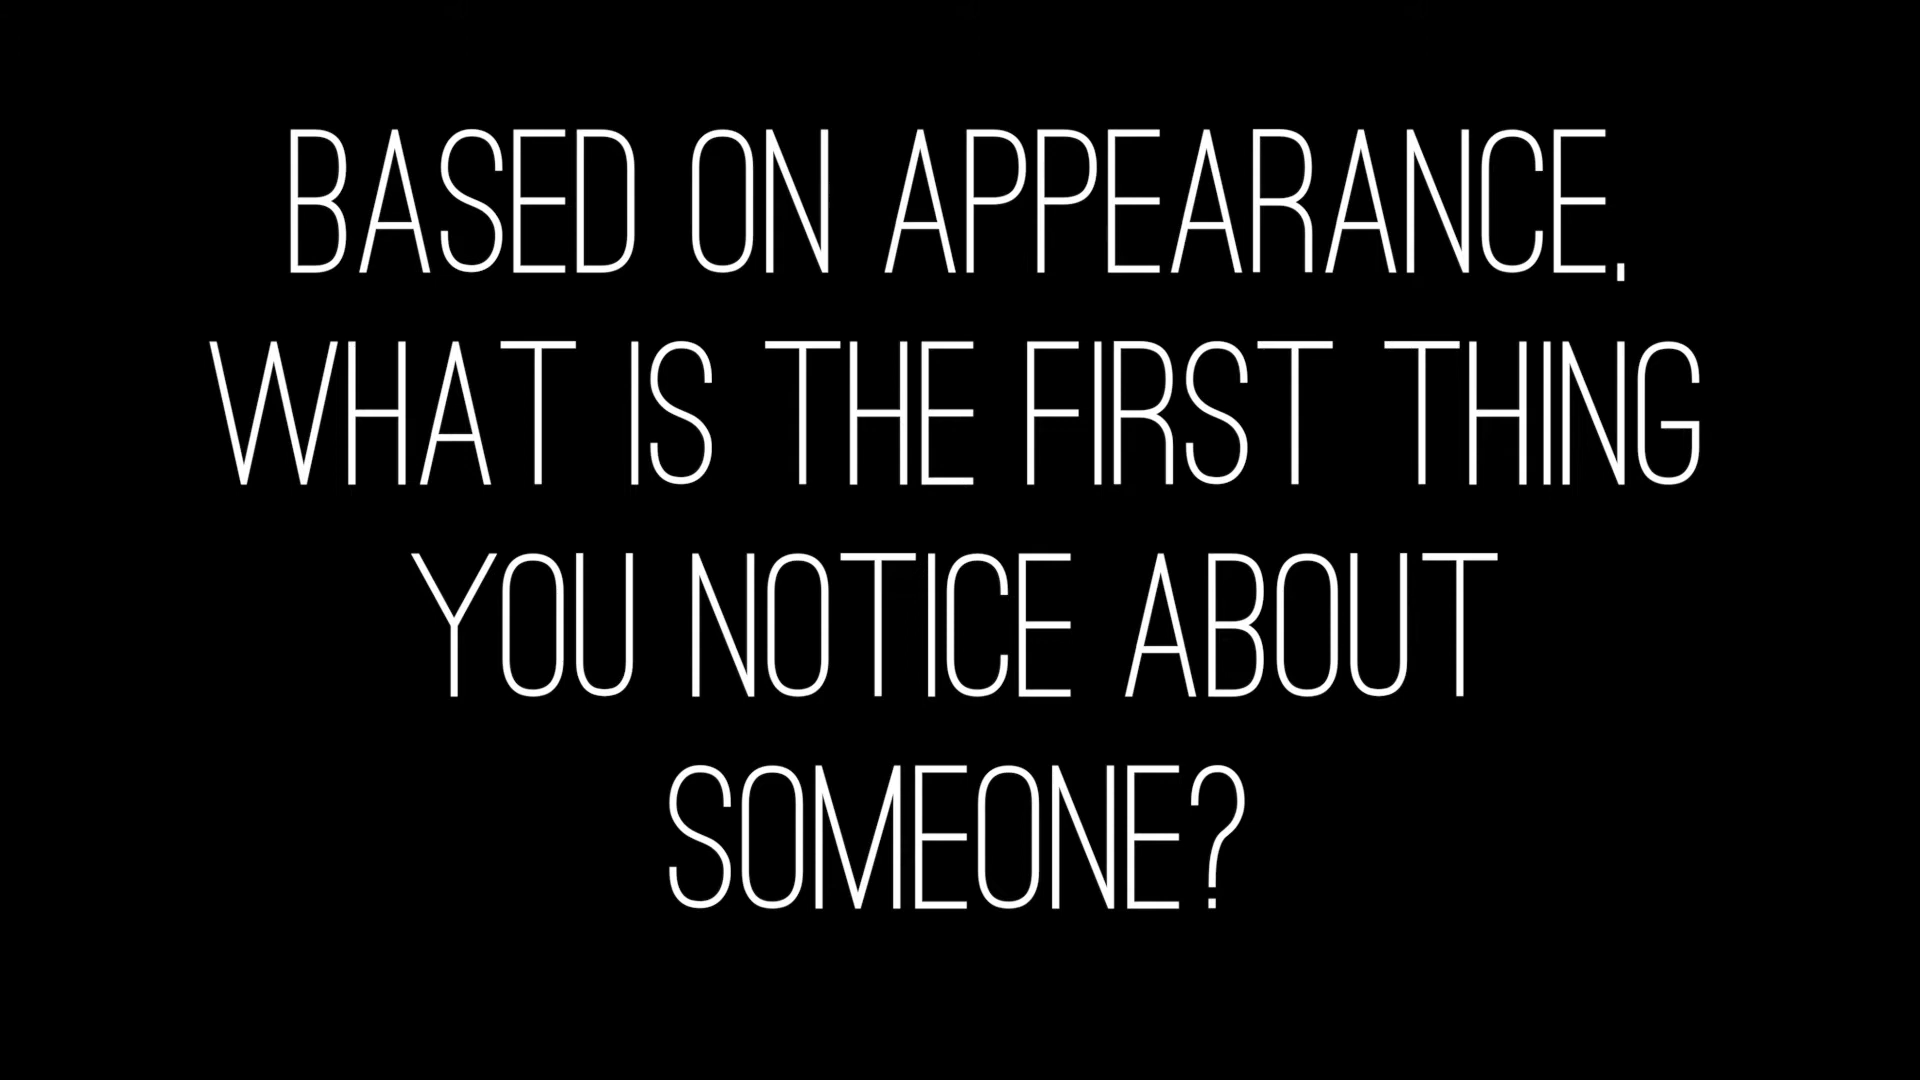 BASED ON APPEARANCE,
WHAT IS THE FIRST THING
YOU NOTICE ABOUT
SOMEONE?